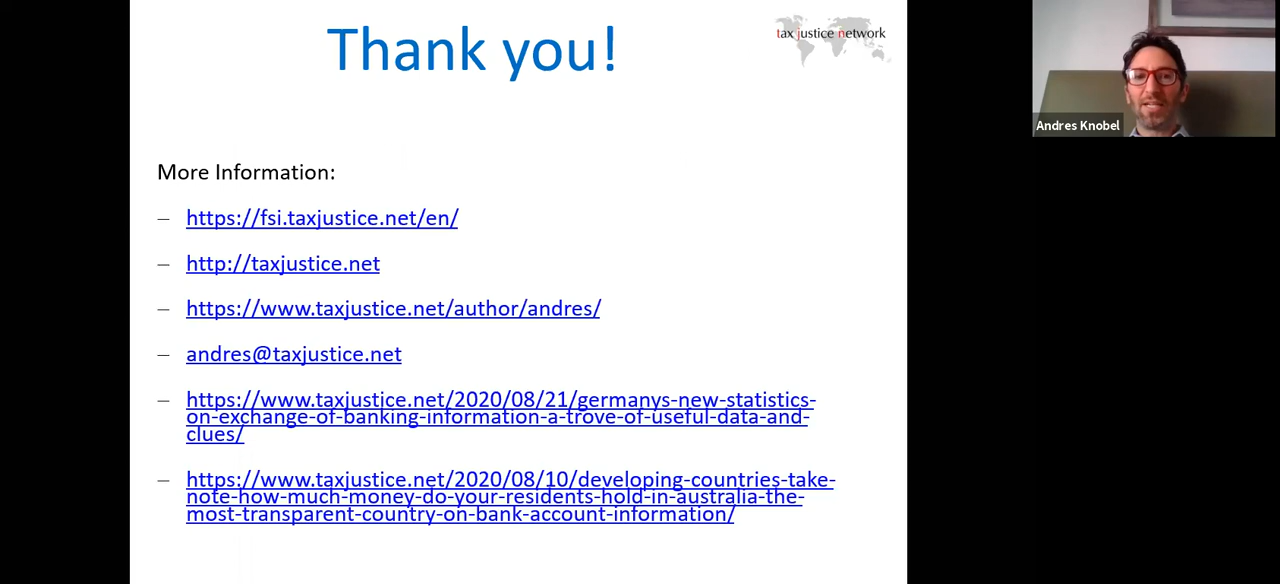 Thank you!
tax justice network
Andres Knobel
More Information:
– https://fsi.taxjustice.net/en/
– http://taxjustice.net
– https://www.taxjustice.net/author/andres/
– andres@taxjustice.net
– https://www.taxjustice.net/2020/08/21/germanys-new-statistics-
on-exchange-of-banking-information-a-trove-of-useful-data-and-
clues/
– https://www.taxjustice.net/2020/08/10/developing-countries-take-
note-how-much-money-do-your-residents-hold-in-australia-the-
most-transparent-country-on-bank-account-information/